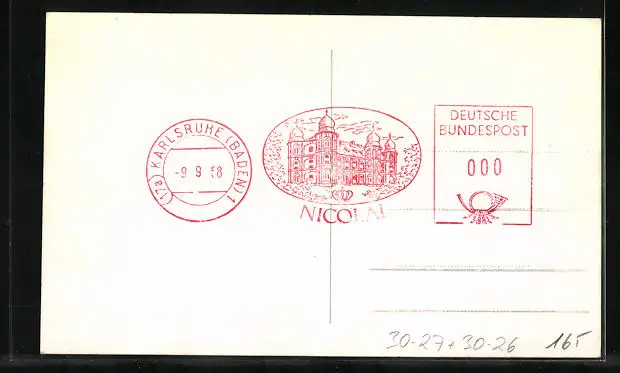 (17a) KARLSRUHE (BADEN) 1
-9 9 58
NICOLAI
DEUTSCHE
BUNDESPOST
000
30-27+30-26 16,-